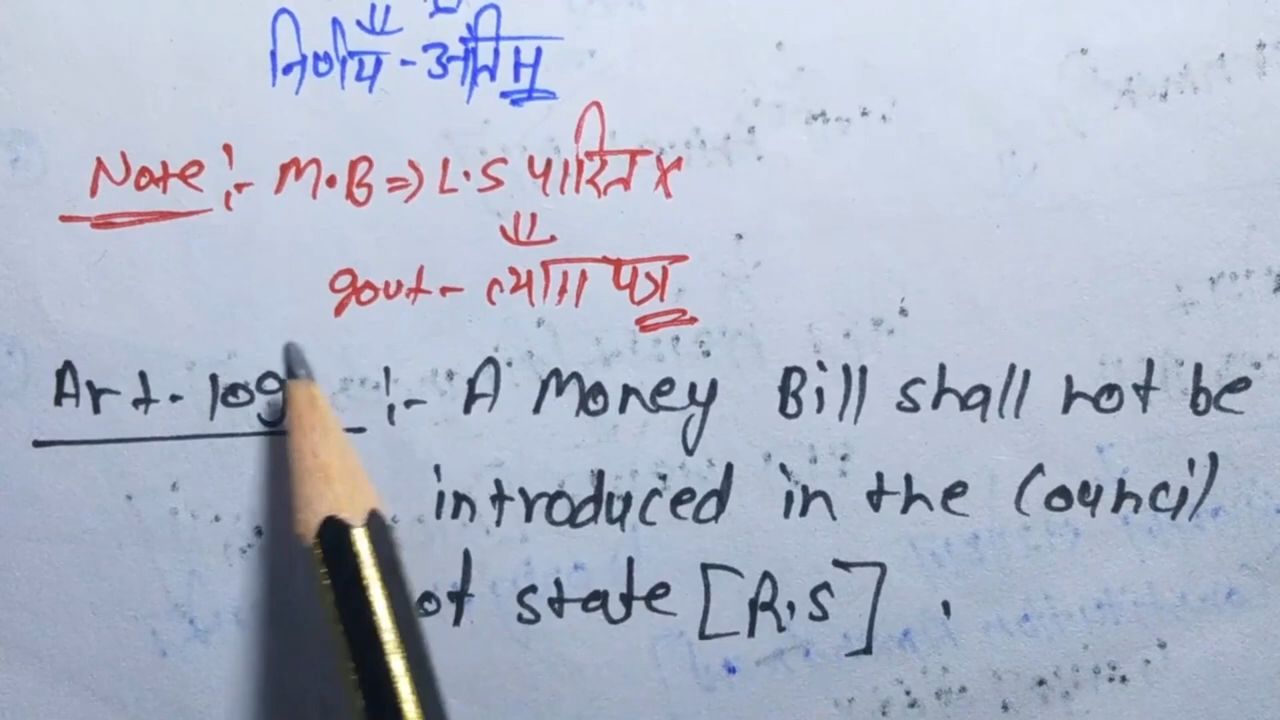 निर्णय - अंतिम
Note :- M.B => L.S पारित x
govt - त्याग पत्र
Art. 109 :- A Money Bill shall not be
introduced in the Council
of state [R.S].